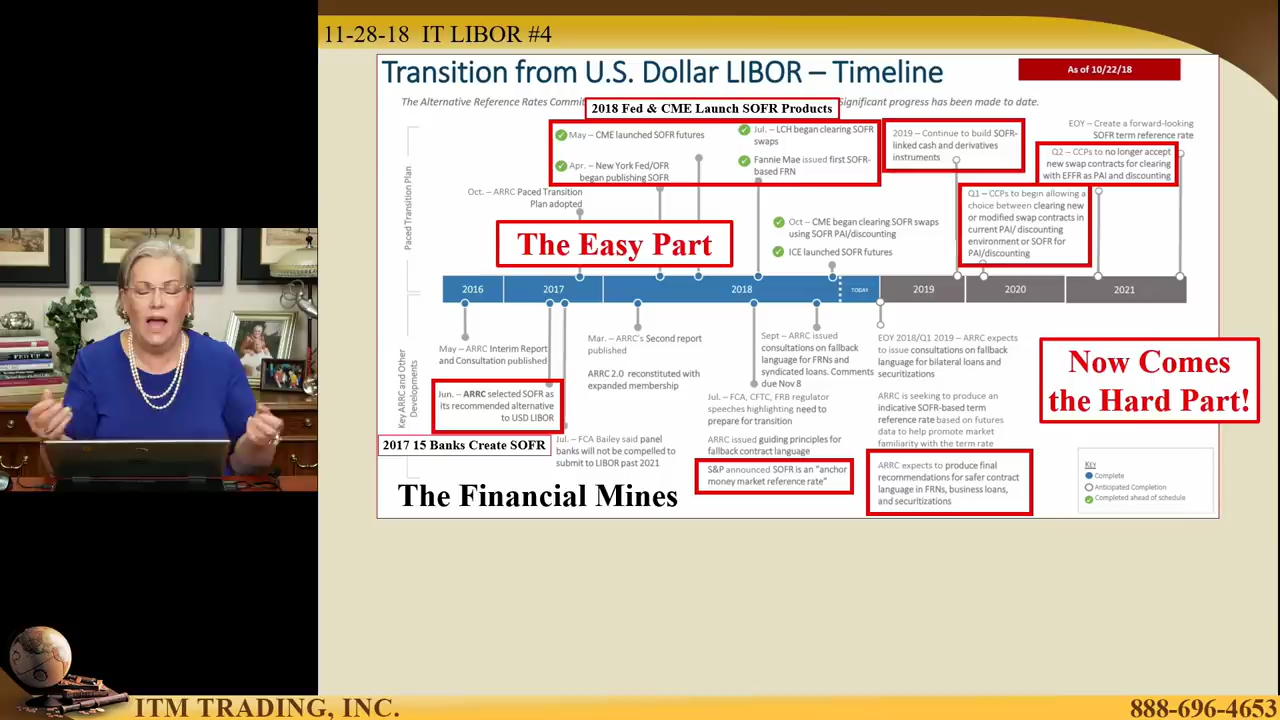 11-28-18 IT LIBOR #4
Transition from U.S. Dollar LIBOR – Timeline
As of 10/22/18
The Alternative Reference Rates Commit
Significant progress has been made to date.
2018 Fed & CME Launch SOFR Products
Paced Transition Plan
May – CME launched SOFR futures
Apr. – New York Fed/OFR
began publishing SOFR
Jul. – LCH began clearing SOFR
swaps
Fannie Mae issued first SOFR-
based FRN
2019 – Continue to build SOFR-
linked cash and derivatives
instruments
EOY – Create a forward-looking
SOFR term reference rate
Q2 – CCPs to no longer accept
new swap contracts for clearing
with EFFR as PAI and discounting
Oct. – ARRC Paced Transition
Plan adopted
Q1 – CCPs to begin allowing a
choice between clearing new
or modified swap contracts in
current PAI/ discounting
environment or SOFR for
PAI/discounting
The Easy Part
Oct – CME began clearing SOFR swaps
using SOFR PAI/discounting
ICE launched SOFR futures
2016
2017
2018
TODAY
2019
2020
2021
Key ARRC and Other
Developments
May – ARRC Interim Report
and Consultation published
Jun. – ARRC selected SOFR as
its recommended alternative
to USD LIBOR
2017 15 Banks Create SOFR
Jul. – FCA Bailey said panel
banks will not be compelled to
submit to LIBOR past 2021
Mar. – ARRC's Second report
published
ARRC 2.0 reconstituted with
expanded membership
Sept – ARRC issued
consultations on fallback
language for FRNs and
syndicated loans. Comments
due Nov 8
Jul. – FCA, CFTC, FRB regulator
speeches highlighting need to
prepare for transition
ARRC issued guiding principles for
fallback contract language
S&P announced SOFR is an "anchor
money market reference rate"
EOY 2018/Q1 2019 – ARRC expects
to issue consultations on fallback
language for bilateral loans and
securitizations
ARRC is seeking to produce an
indicative SOFR-based term
reference rate based on futures
data to help promote market
familiarity with the term rate
ARRC expects to produce final
recommendations for safer contract
language in FRNs, business loans,
and securitizations
Now Comes
the Hard Part!
Key
Complete
Anticipated Completion
Completed ahead of schedule
The Financial Mines
ITM TRADING, INC.
888-696-4653